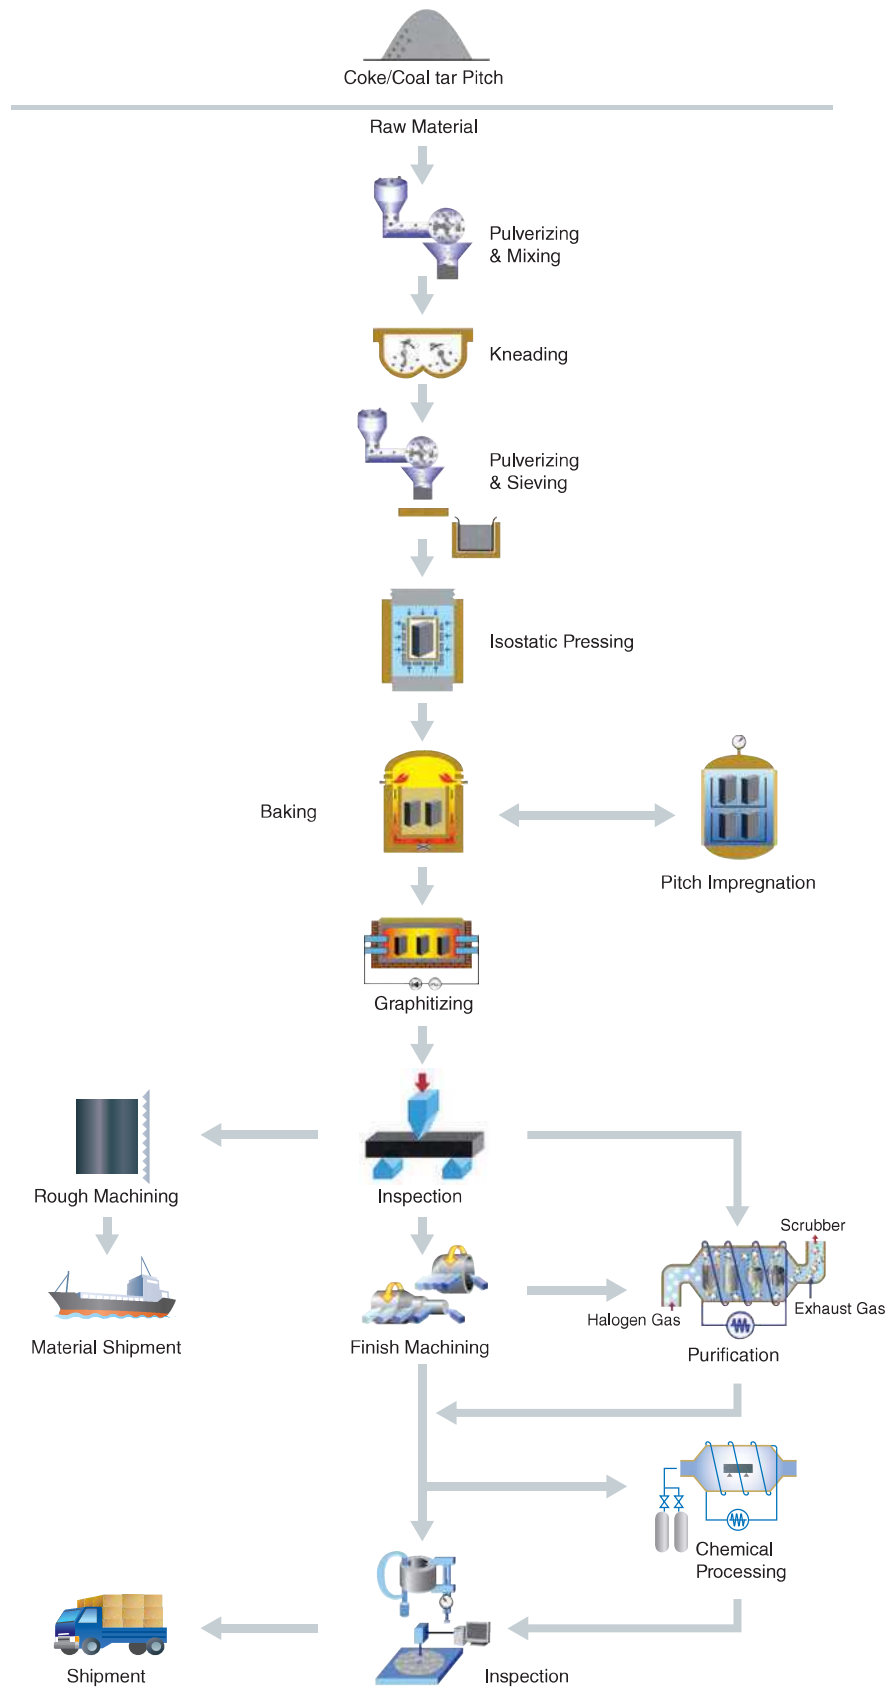 Coke/Coal tar Pitch
Raw Material
Pulverizing
& Mixing
Kneading
Pulverizing
& Sieving
Isostatic Pressing
Baking
Pitch Impregnation
Graphitizing
Rough Machining
Inspection
Scrubber
Halogen Gas
Exhaust Gas
Material Shipment
Finish Machining
Purification
Chemical
Processing
Shipment
Inspection